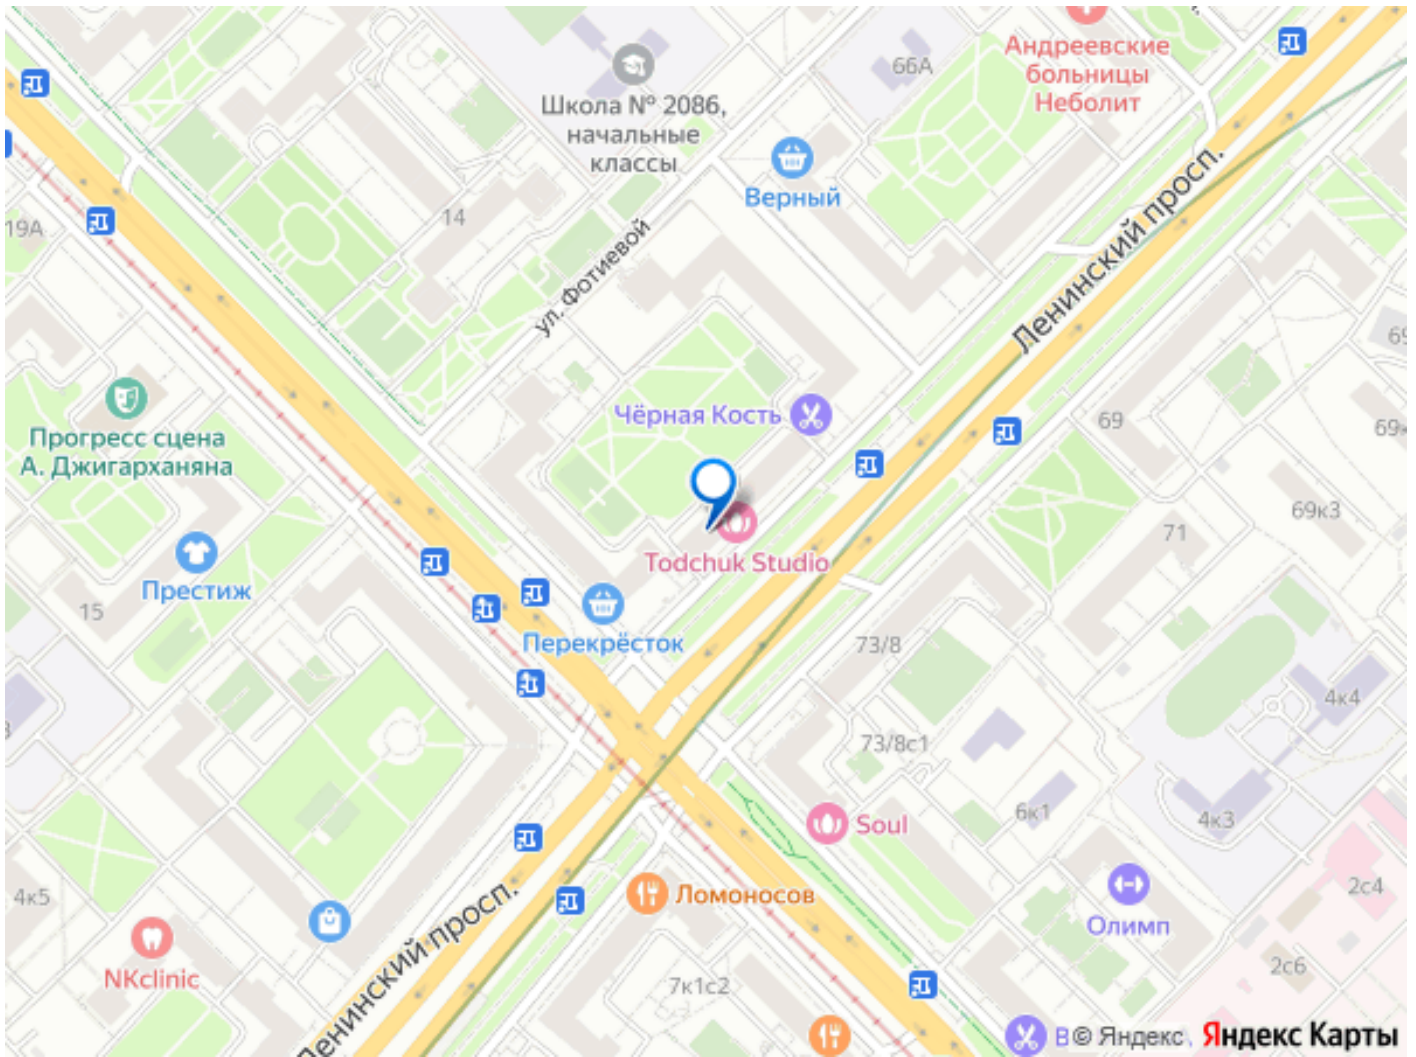 Андреевские
больницы
Неболит
66А
Школа № 2086,
начальные
классы
Верный
14
19А
ул. Фотиевой
Ленинский просп.
69
Чёрная Кость
69
69к3
71
Прогресс сцена
А. Джигарханяна
Престиж
15
Todchuk Studio
Перекрёсток
73/8
4к4
73/8с1
6к1
4к3
Soul
Ломоносов
2с4
4к5
Олимп
NKclinic
Ленинский просп.
7к1с2
2с6
В © Яндекс Яндекс Карты